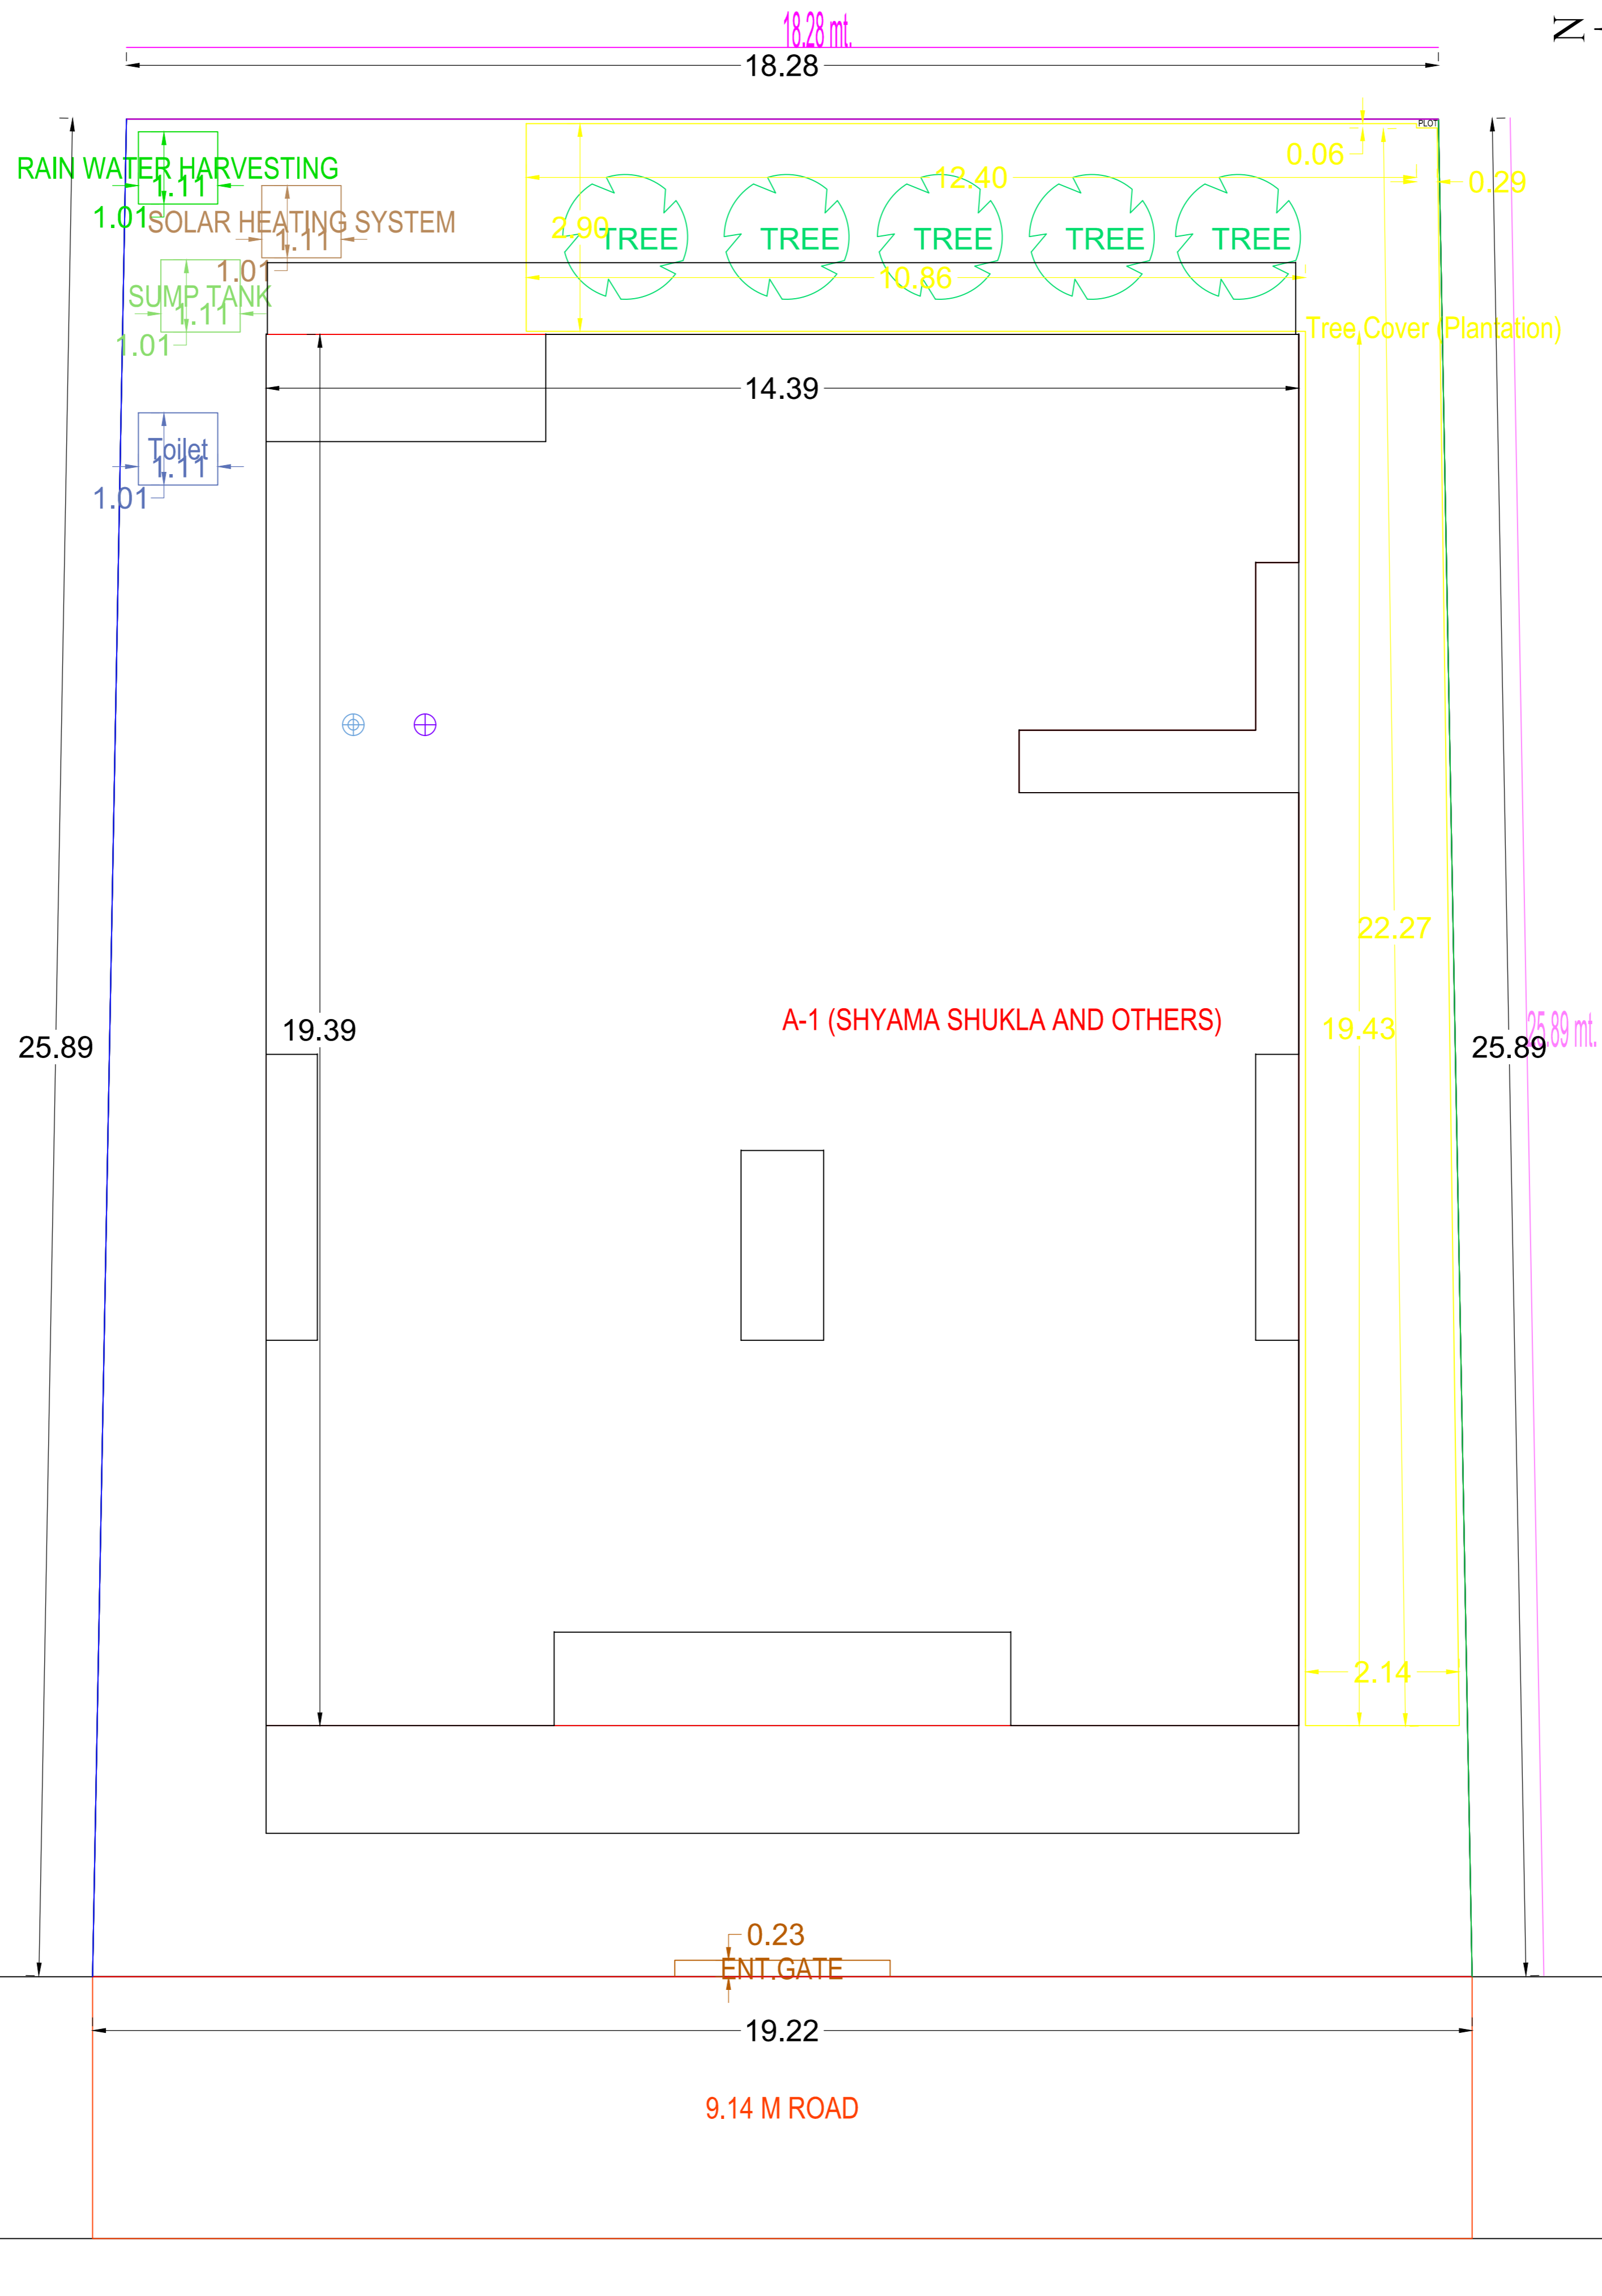 18.28 mt.
N
18.28
PLOT
0.06
RAIN WATER HARVESTING
1.11
12.40
0.29
1.01
SOLAR HEATING SYSTEM
1.11
2.90
TREE
TREE
TREE
TREE
TREE
1.01
10.86
SUMP TANK
1.11
1.01
Tree Cover (Plantation)
14.39
Toilet
1.11
1.01
22.27
A-1 (SHYAMA SHUKLA AND OTHERS)
19.39
19.43
25.89
25.89
25.89 mt.
2.14
0.23
ENT.GATE
19.22
9.14 M ROAD